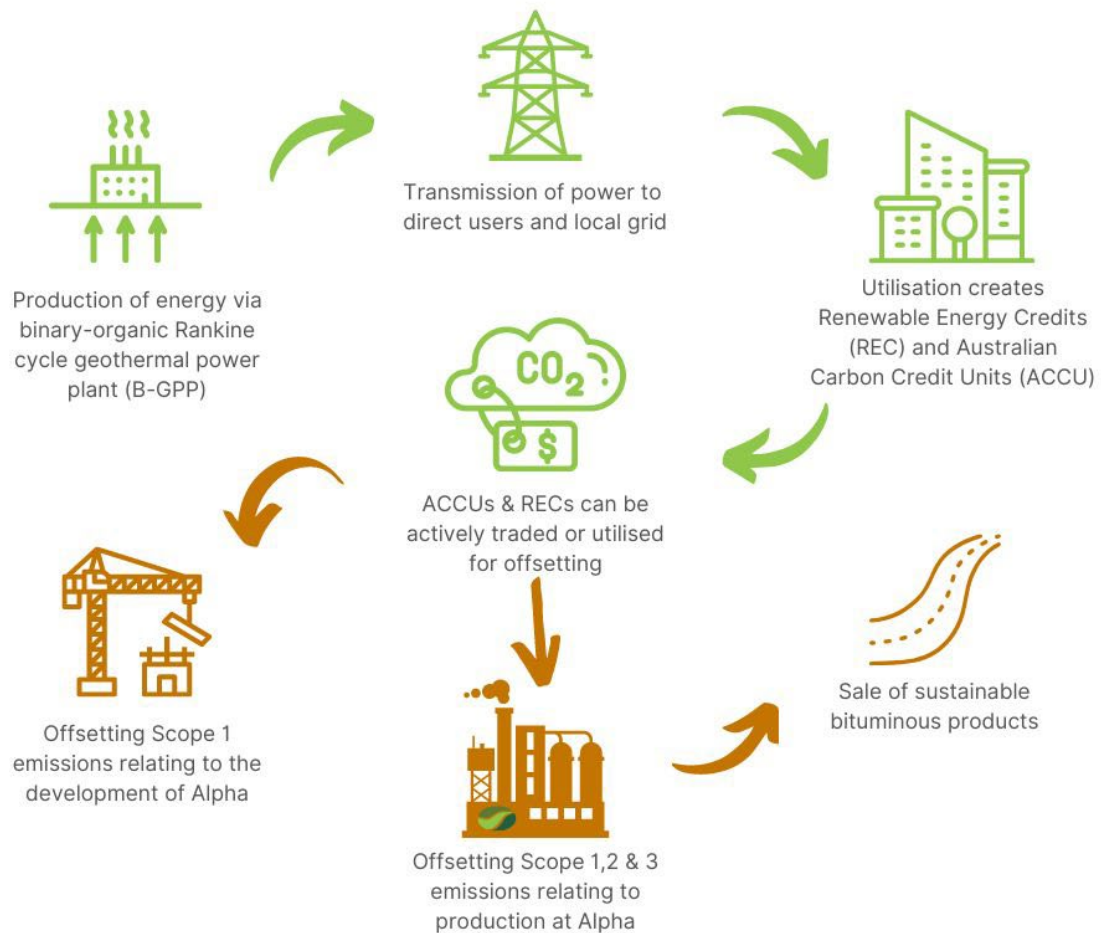 Transmission of power to
direct users and local grid
Production of energy via
binary-organic Rankine
cycle geothermal power
plant (B-GPP)
Utilisation creates
Renewable Energy Credits
(REC) and Australian
Carbon Credit Units (ACCU)
CO₂
$
ACCUs & RECs can be
actively traded or utilised
for offsetting
Offsetting Scope 1
emissions relating to the
development of Alpha
Offsetting Scope 1,2 & 3
emissions relating to
production at Alpha
Sale of sustainable
bituminous products